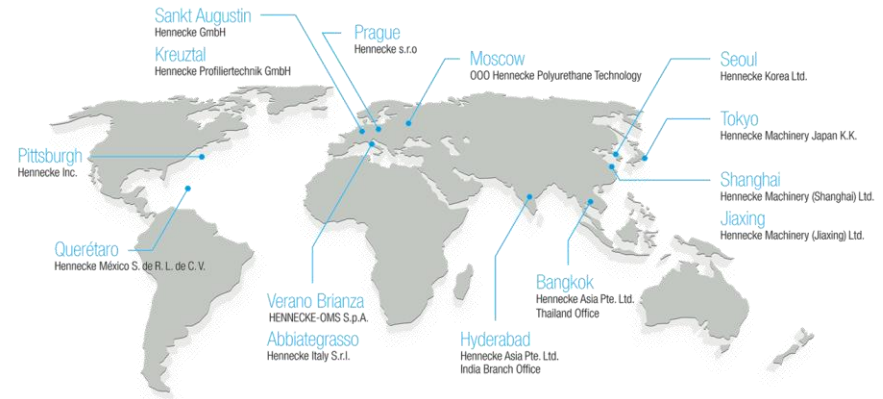 Sankt Augustin
Hennecke GmbH
Kreuztal
Hennecke Profiliertechnik GmbH
Prague
Hennecke s.r.o
Moscow
OOO Hennecke Polyurethane Technology
Seoul
Hennecke Korea Ltd.
Tokyo
Hennecke Machinery Japan K.K.
Pittsburgh
Hennecke Inc.
Shanghai
Hennecke Machinery (Shanghai) Ltd.
Jiaxing
Hennecke Machinery (Jiaxing) Ltd.
Querétaro
Hennecke México S. de R. L. de C. V.
Verano Brianza
HENNECKE-OMS S.p.A.
Abbiategrasso
Hennecke Italy S.r.l.
Bangkok
Hennecke Asia Pte. Ltd.
Thailand Office
Hyderabad
Hennecke Asia Pte. Ltd.
India Branch Office